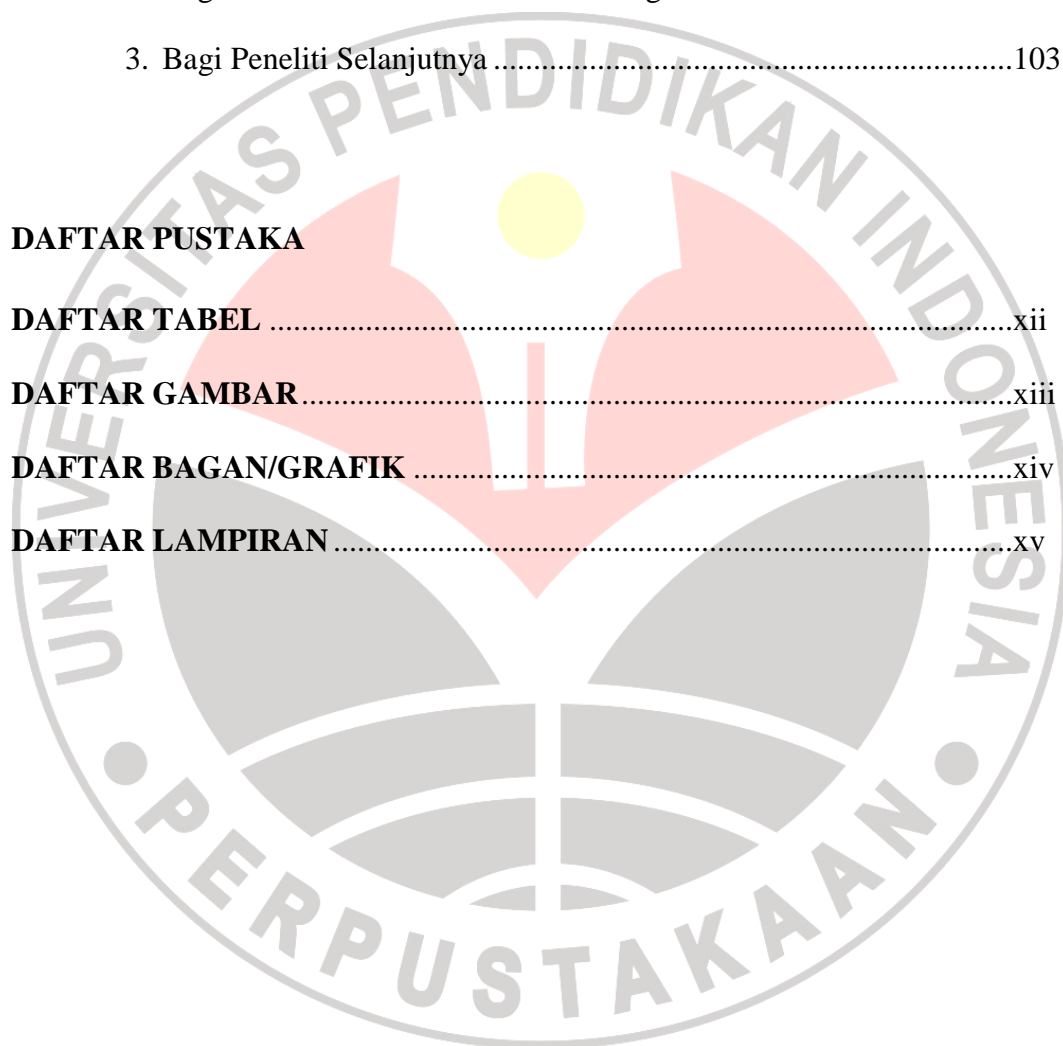 3. Bagi Peneliti Selanjutnya ................................................................103
DAFTAR PUSTAKA
DAFTAR TABEL ............................................................................................xii
DAFTAR GAMBAR........................................................................................xiii
DAFTAR BAGAN/GRAFIK ..........................................................................xiv
DAFTAR LAMPIRAN....................................................................................xv
UNIVERSITAS PENDIDIKAN INDONESIA
PERPUSTAKAAN